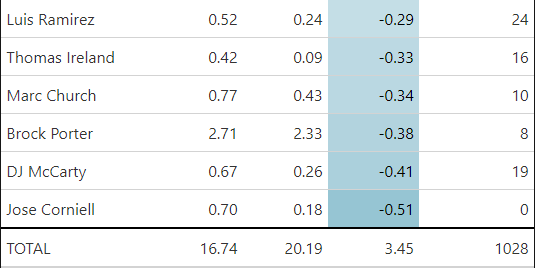 Luis Ramirez 0.52 0.24 -0.29 24
Thomas Ireland 0.42 0.09 -0.33 16
Marc Church 0.77 0.43 -0.34 10
Brock Porter 2.71 2.33 -0.38 8
DJ McCarty 0.67 0.26 -0.41 19
Jose Corniell 0.70 0.18 -0.51 0
TOTAL 16.74 20.19 3.45 1028